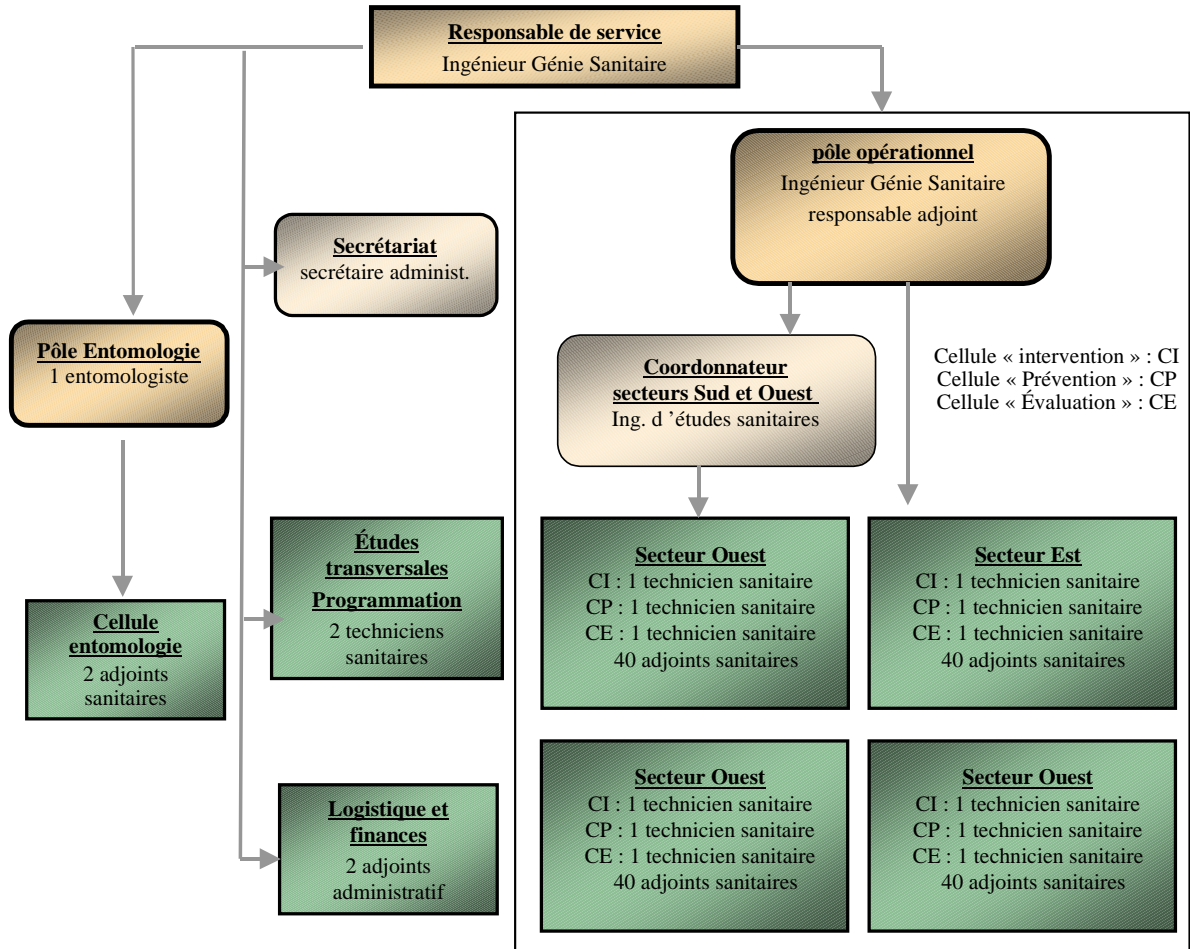 Responsable de service
Ingénieur Génie Sanitaire
pôle opérationnel
Ingénieur Génie Sanitaire
responsable adjoint
Secrétariat
secrétaire administ.
Pôle Entomologie
1 entomologiste
Coordonnateur
secteurs Sud et Ouest
Ing. d ’études sanitaires
Cellule « intervention » : CI
Cellule « Prévention » : CP
Cellule « Évaluation » : CE
Études
transversales
Programmation
2 techniciens
sanitaires
Cellule
entomologie
2 adjoints
sanitaires
Secteur Ouest
CI : 1 technicien sanitaire
CP : 1 technicien sanitaire
CE : 1 technicien sanitaire
40 adjoints sanitaires
Secteur Est
CI : 1 technicien sanitaire
CP : 1 technicien sanitaire
CE : 1 technicien sanitaire
40 adjoints sanitaires
Logistique et
finances
2 adjoints
administratif
Secteur Ouest
CI : 1 technicien sanitaire
CP : 1 technicien sanitaire
CE : 1 technicien sanitaire
40 adjoints sanitaires
Secteur Ouest
CI : 1 technicien sanitaire
CP : 1 technicien sanitaire
CE : 1 technicien sanitaire
40 adjoints sanitaires